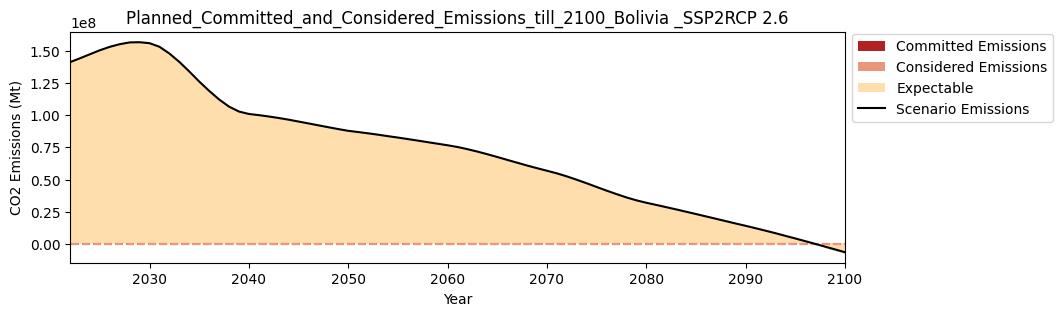 Planned_Committed_and_Considered_Emissions_till_2100_Bolivia _SSP2RCP 2.6
1e8
CO2 Emissions (Mt)
1.50
1.25
1.00
0.75
0.50
0.25
0.00
2030 2040 2050 2060 2070 2080 2090 2100
Year
Committed Emissions
Considered Emissions
Expectable
Scenario Emissions